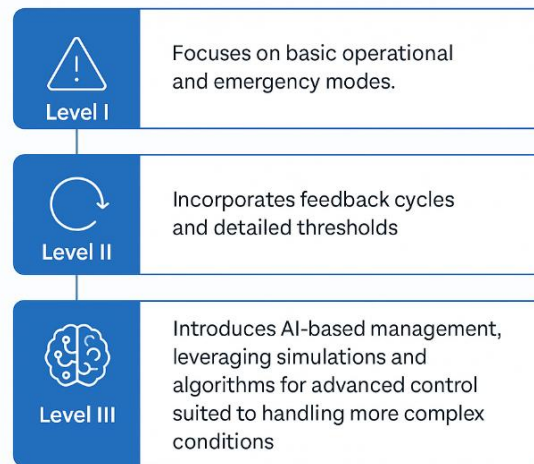 Level I
Focuses on basic operational
and emergency modes.
Level II
Incorporates feedback cycles
and detailed thresholds
Level III
Introduces AI-based management,
leveraging simulations and
algorithms for advanced control
suited to handling more complex
conditions